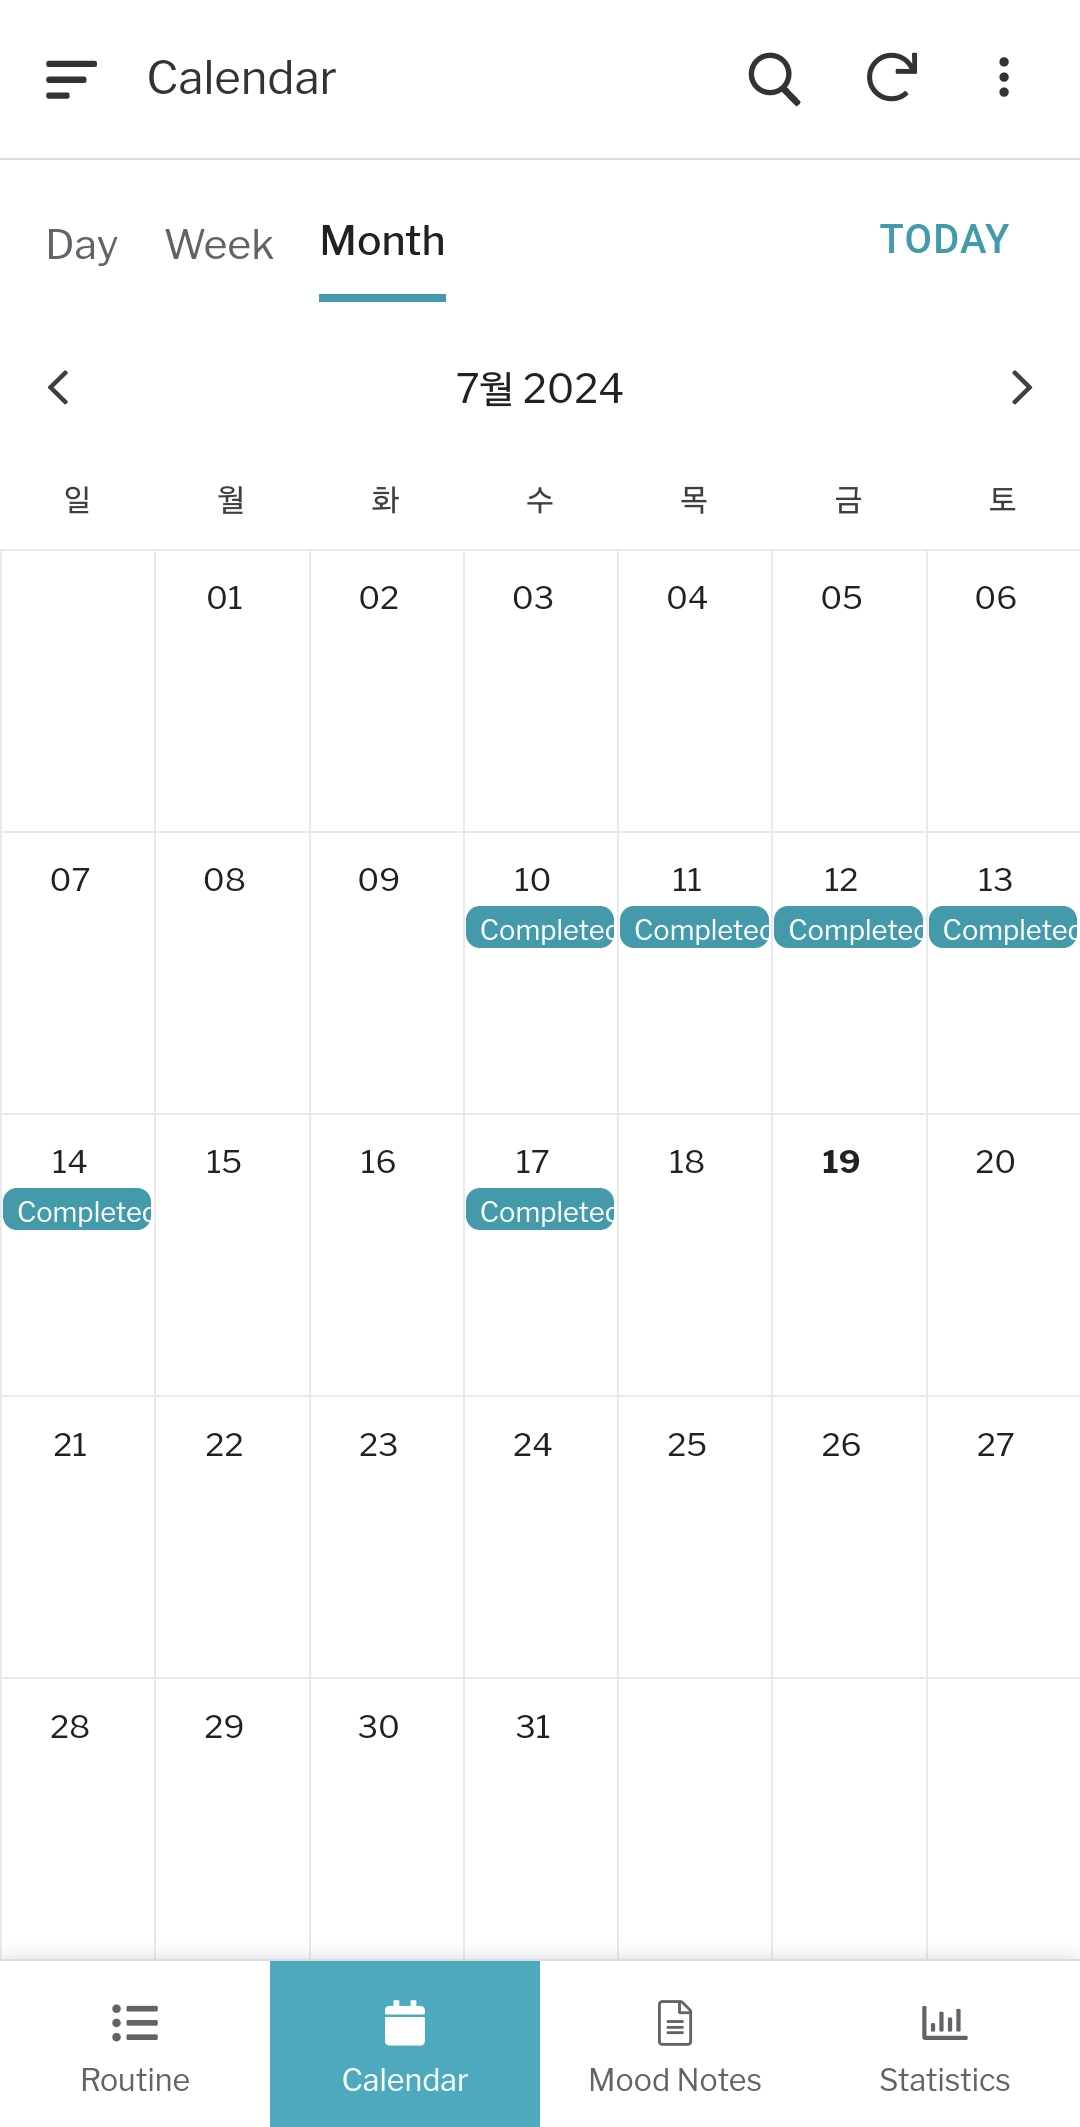 Calendar
Day Week Month TODAY
7월 2024
일 월 화 수 목 금 토
01 02 03 04 05 06
07 08 09 10 11 12 13
Completed Completed Completed Completed
14 15 16 17 18 19 20
Completed Completed
21 22 23 24 25 26 27
28 29 30 31
Routine Calendar Mood Notes Statistics